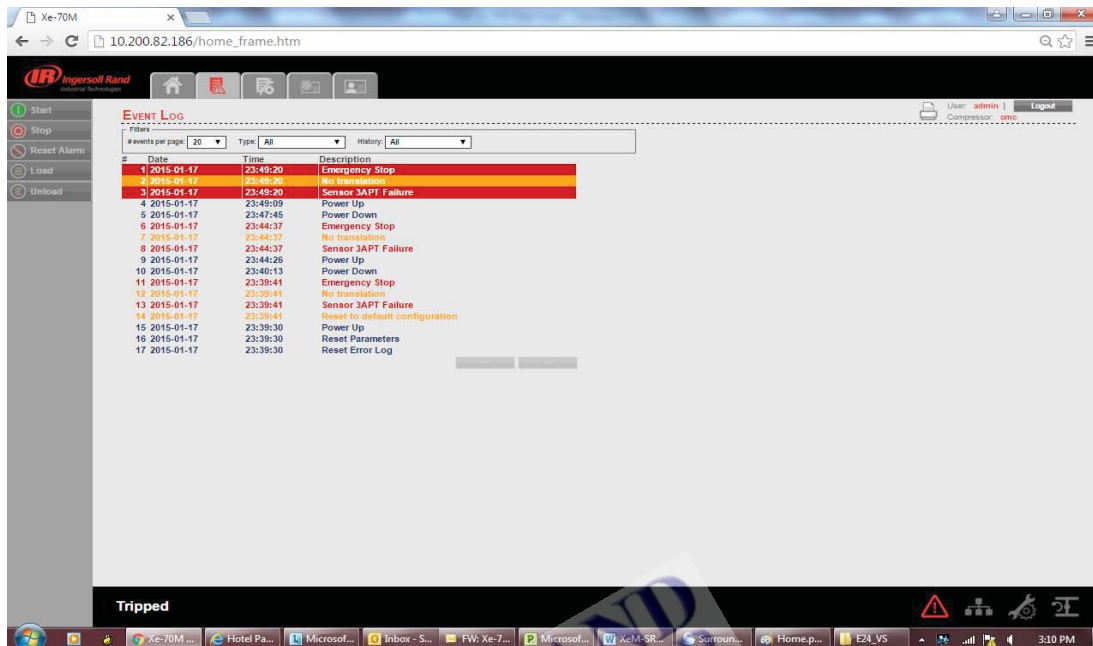 Xe-70M
10.200.82.186/home_frame.htm
IR Ingersoll Rand
Industrial Technologies
Start
Stop
Reset Alarm
Load
Unload
EVENT LOG
User: admin | Logout
Compressor: omc
Filters
# events per page: 20 Type: All History: All
# Date Time Description
1 2015-01-17 23:49:20 Emergency Stop
2 2015-01-17 23:49:20 No translation
3 2015-01-17 23:49:20 Sensor 3APT Failure
4 2015-01-17 23:49:09 Power Up
5 2015-01-17 23:47:45 Power Down
6 2015-01-17 23:44:37 Emergency Stop
7 2015-01-17 23:44:37 No translation
8 2015-01-17 23:44:37 Sensor 3APT Failure
9 2015-01-17 23:44:26 Power Up
10 2015-01-17 23:40:13 Power Down
11 2015-01-17 23:39:41 Emergency Stop
12 2015-01-17 23:39:41 No translation
13 2015-01-17 23:39:41 Sensor 3APT Failure
14 2015-01-17 23:39:41 Reset to default configuration
15 2015-01-17 23:39:30 Power Up
16 2015-01-17 23:39:30 Reset Parameters
17 2015-01-17 23:39:30 Reset Error Log
Tripped
ND
Xe-70M ... Hotel Pa... Microsof... Inbox - S... FW: Xe-7... Microsof... XeM-SR... Surroun... Home.p... E24_VS 3:10 PM